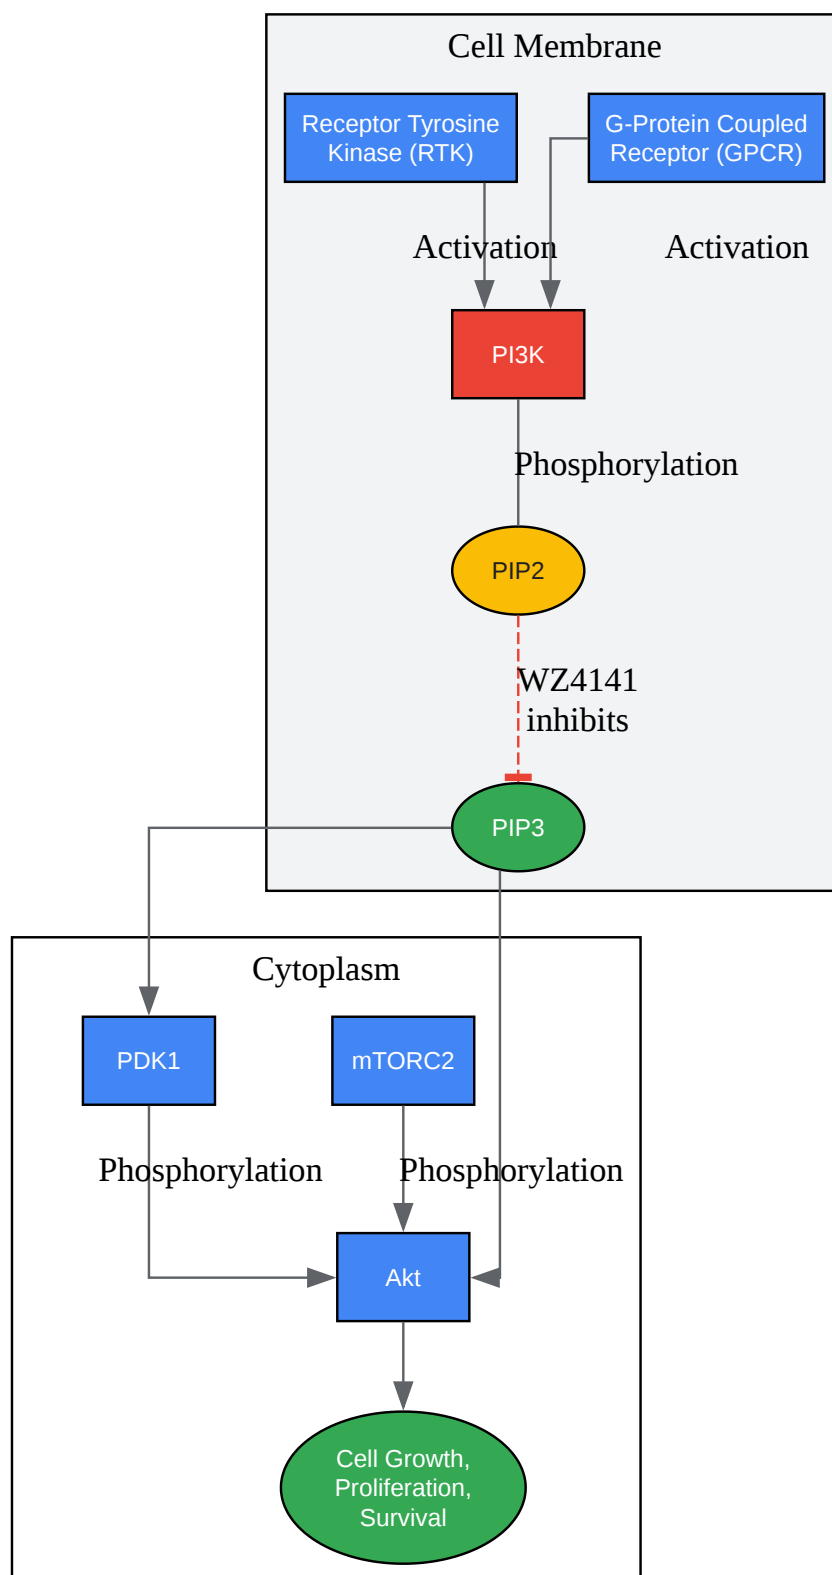 Cell Membrane
Receptor Tyrosine
Kinase (RTK)
G-Protein Coupled
Receptor (GPCR)
Activation
Activation
PI3K
Phosphorylation
PIP2
WZ4141
inhibits
PIP3
Cytoplasm
PDK1
mTORC2
Phosphorylation
Phosphorylation
Akt
Cell Growth,
Proliferation,
Survival